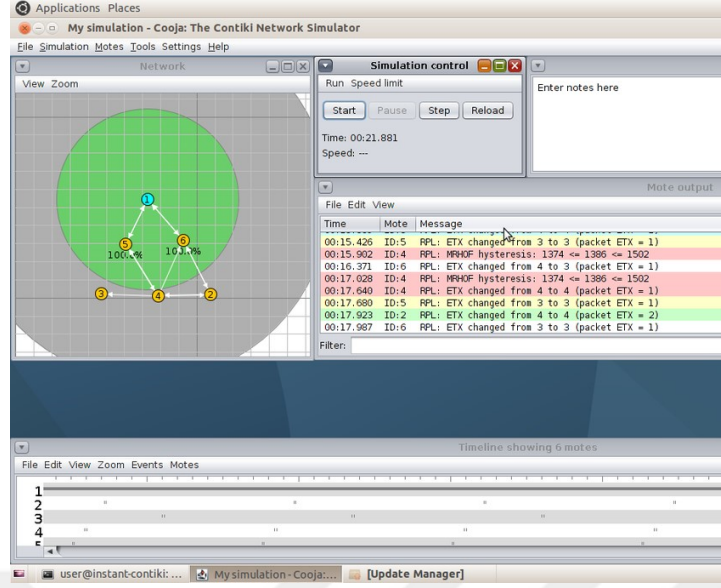 Applications Places
My simulation - Cooja: The Contiki Network Simulator
File Simulation Motes Tools Settings Help
Network
View Zoom
1
5
6
100.0%
3
4
2
Simulation control
Run Speed limit
Start Pause Step Reload
Time: 00:21.881
Speed: ---
Enter notes here
Mote output
File Edit View
Time Mote Message
00:15.426 ID:5 RPL: ETX changed from 3 to 3 (packet ETX = 1)
00:15.902 ID:4 RPL: MRHOF hysteresis: 1374 <= 1386 <= 1502
00:16.371 ID:6 RPL: ETX changed from 4 to 3 (packet ETX = 1)
00:17.028 ID:4 RPL: MRHOF hysteresis: 1374 <= 1386 <= 1502
00:17.640 ID:4 RPL: ETX changed from 4 to 4 (packet ETX = 1)
00:17.680 ID:5 RPL: ETX changed from 3 to 3 (packet ETX = 1)
00:17.923 ID:2 RPL: ETX changed from 4 to 4 (packet ETX = 2)
00:17.987 ID:6 RPL: ETX changed from 3 to 3 (packet ETX = 1)
Filter:
Timeline showing 6 motes
File Edit View Zoom Events Motes
1
2
3
4
5
user@instant-contiki: ... My simulation - Cooja:... [Update Manager]